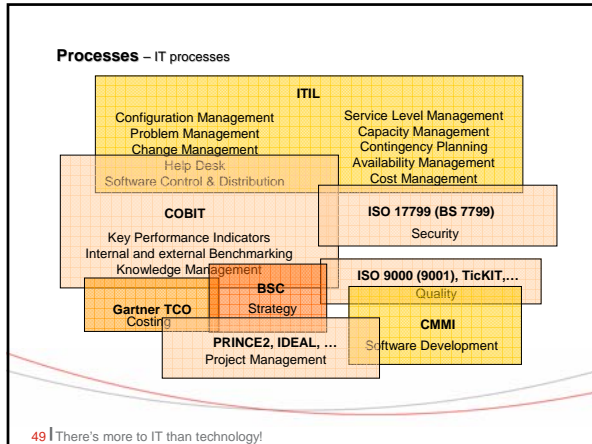 Processes – IT processes
ITIL
Configuration Management
Problem Management
Change Management
Help Desk
Software Control & Distribution
Service Level Management
Capacity Management
Contingency Planning
Availability Management
Cost Management
COBIT
Key Performance Indicators
Internal and external Benchmarking
Knowledge Management
ISO 17799 (BS 7799)
Security
ISO 9000 (9001), TicKIT,...
Quality
BSC
Strategy
Gartner TCO
Costing
CMMI
Software Development
PRINCE2, IDEAL, ...
Project Management
49 | There's more to IT than technology!